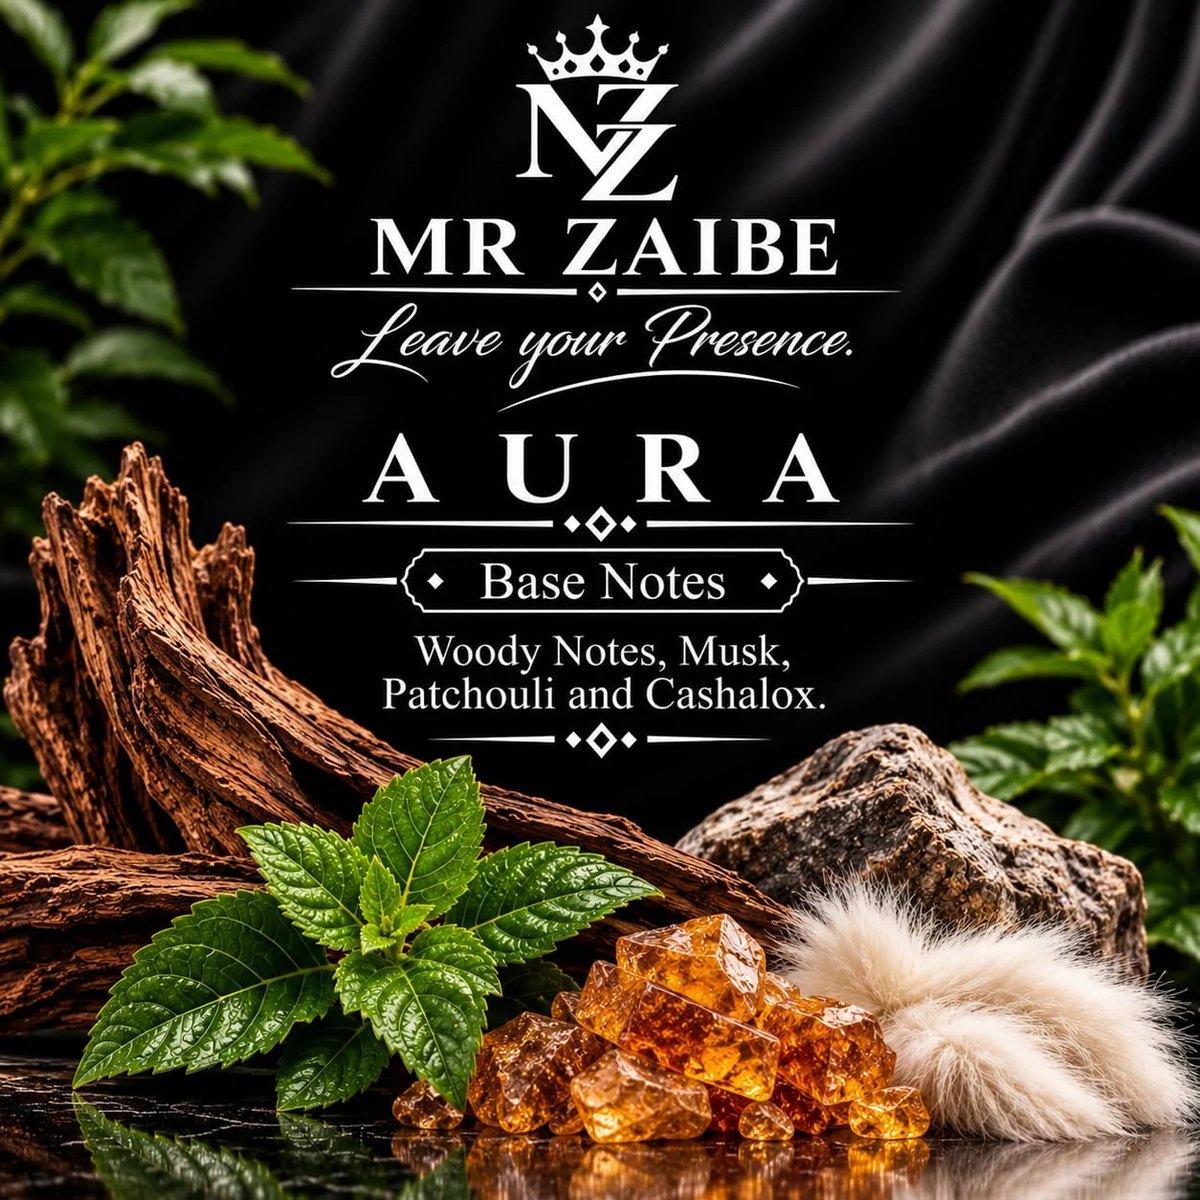 MZ
MR ZAIBE
Leave your Presence.
AURA
Base Notes
Woody Notes, Musk,
Patchouli and Cashalox.